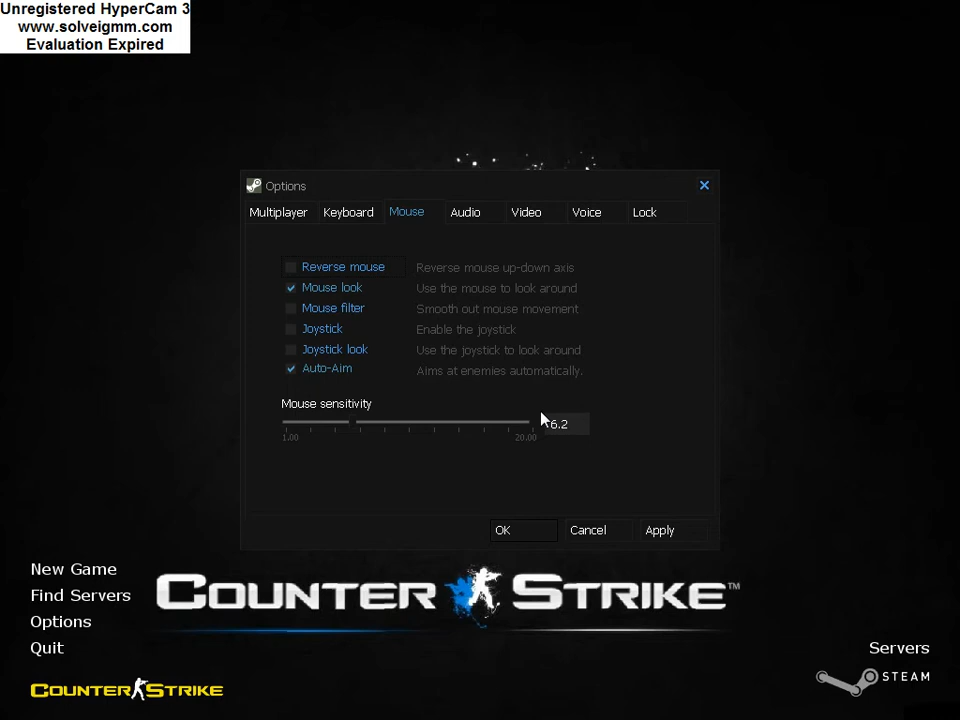 Unregistered HyperCam 3
www.solveigmm.com
Evaluation Expired
Options
Multiplayer Keyboard Mouse Audio Video Voice Lock
Reverse mouse Reverse mouse up-down axis
Mouse look Use the mouse to look around
Mouse filter Smooth out mouse movement
Joystick Enable the joystick
Joystick look Use the joystick to look around
Auto-Aim Aims at enemies automatically.
Mouse sensitivity
6.2
1.00 20.00
OK Cancel Apply
New Game
Find Servers
Options
Quit
COUNTER STRIKE™
Servers
COUNTER STRIKE
STEAM